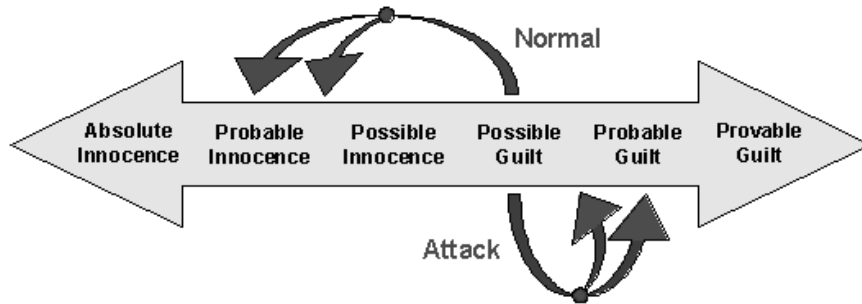 Normal
Absolute Probable Possible Possible Probable Provable
Innocence Innocence Innocence Guilt Guilt Guilt
Attack